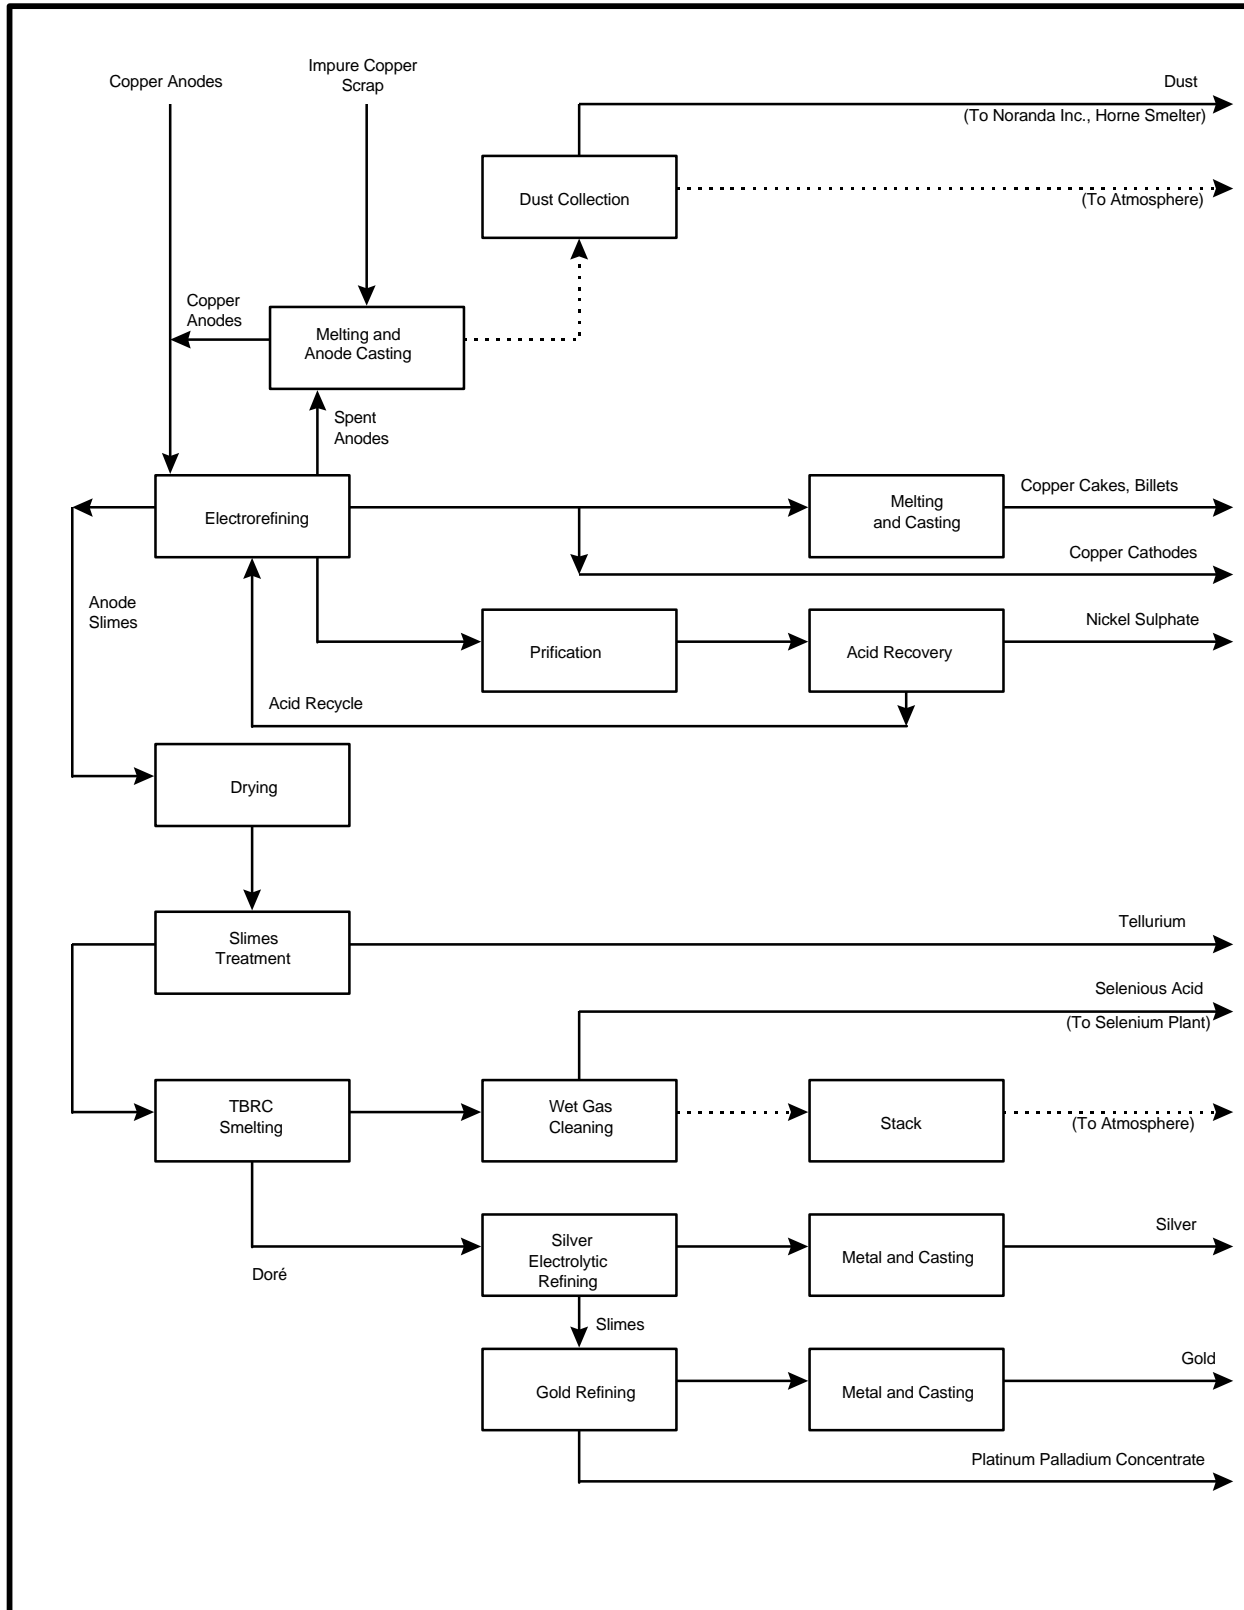 Impure Copper
Scrap
Copper Anodes
Dust
(To Noranda Inc., Horne Smelter)
Dust Collection
(To Atmosphere)
Copper
Anodes
Melting and
Anode Casting
Spent
Anodes
Electrorefining
Melting
and Casting
Copper Cakes, Billets
Copper Cathodes
Anode
Slimes
Prification
Acid Recovery
Nickel Sulphate
Acid Recycle
Drying
Slimes
Treatment
Tellurium
Selenious Acid
(To Selenium Plant)
TBRC
Smelting
Wet Gas
Cleaning
Stack
(To Atmosphere)
Silver
Electrolytic
Refining
Metal and Casting
Silver
Doré
Slimes
Gold Refining
Metal and Casting
Gold
Platinum Palladium Concentrate